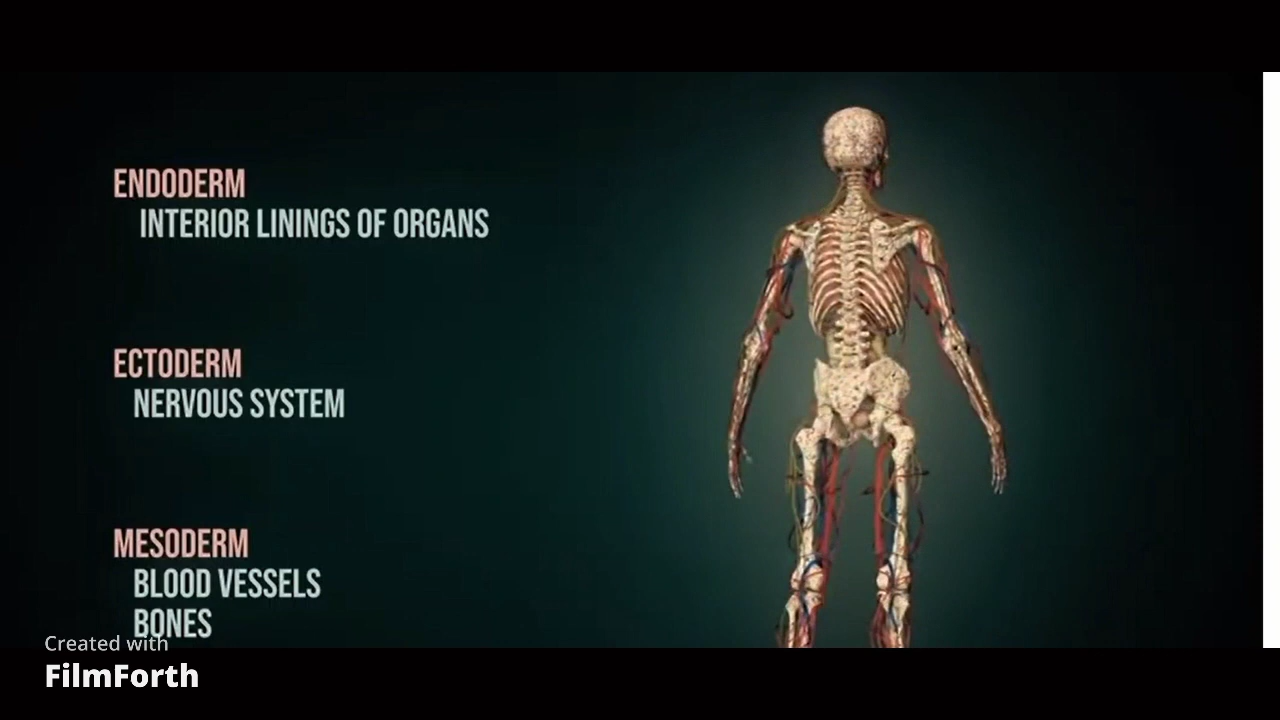 ENDODERM
INTERIOR LININGS OF ORGANS
ECTODERM
NERVOUS SYSTEM
MESODERM
BLOOD VESSELS
BONES
Created with
FilmForth